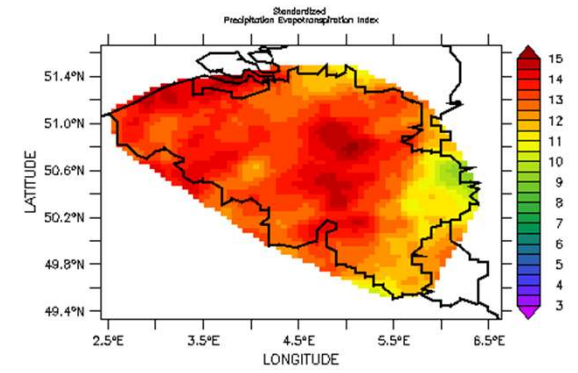 Standardized
Precipitation Evapotranspiration Index
51.4°N
51.0°N
50.6°N
50.2°N
49.8°N
49.4°N
LATITUDE
2.5°E 3.5°E 4.5°E 5.5°E 6.5°E
LONGITUDE
15
14
13
12
11
10
9
8
7
6
5
4
3